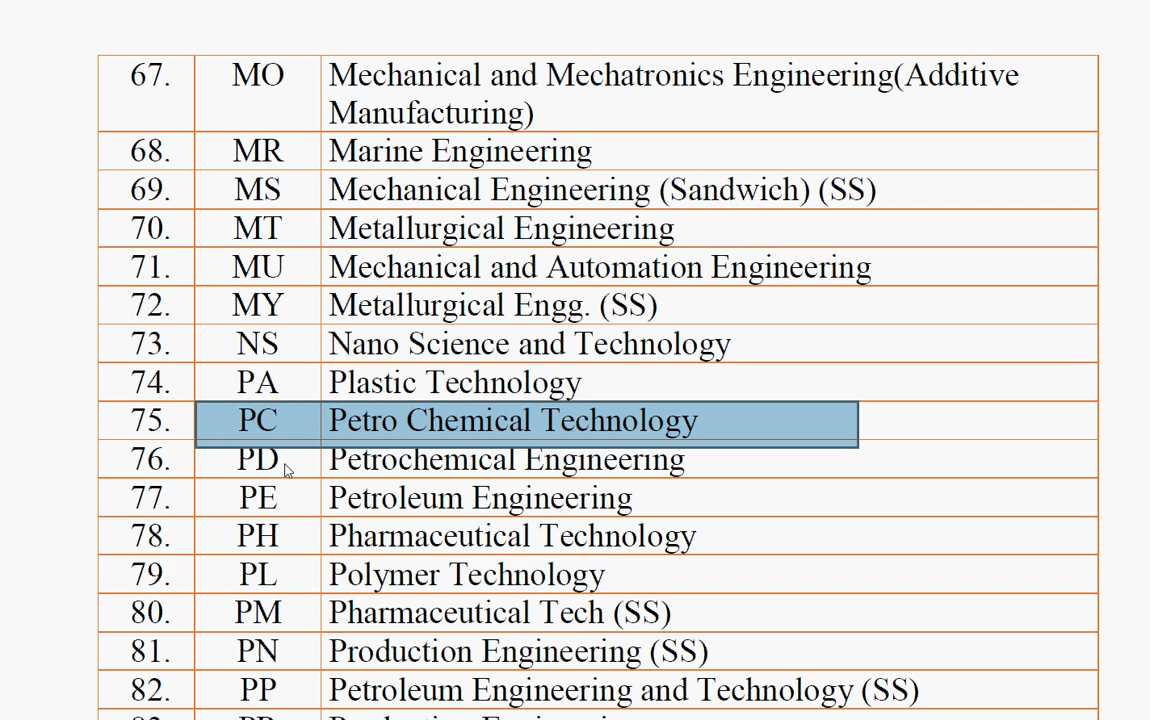 67. MO Mechanical and Mechatronics Engineering(Additive
Manufacturing)
68. MR Marine Engineering
69. MS Mechanical Engineering (Sandwich) (SS)
70. MT Metallurgical Engineering
71. MU Mechanical and Automation Engineering
72. MY Metallurgical Engg. (SS)
73. NS Nano Science and Technology
74. PA Plastic Technology
75. PC Petro Chemical Technology
76. PD Petrochemical Engineering
77. PE Petroleum Engineering
78. PH Pharmaceutical Technology
79. PL Polymer Technology
80. PM Pharmaceutical Tech (SS)
81. PN Production Engineering (SS)
82. PP Petroleum Engineering and Technology (SS)